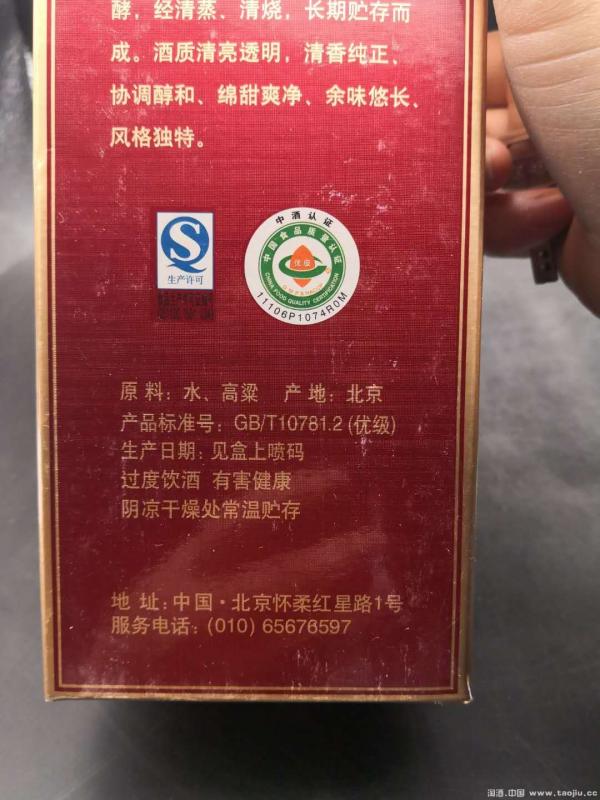 酵，经清蒸、清烧，长期贮存而
成。酒质清亮透明，清香纯正、
协调醇和、绵甜爽净、余味悠长、
风格独特。
S
生产许可
中酒认证
中国食品质量认证
优级
CHINA FOOD QUALITY CERTIFICATION
11106P1074R0M
原料：水、高粱 产地：北京
产品标准号：GB/T10781.2 (优级)
生产日期：见盒上喷码
过度饮酒 有害健康
阴凉干燥处常温贮存
地 址：中国·北京怀柔红星路1号
服务电话：(010) 65676597
淘酒.中国 www.taojiu.cc